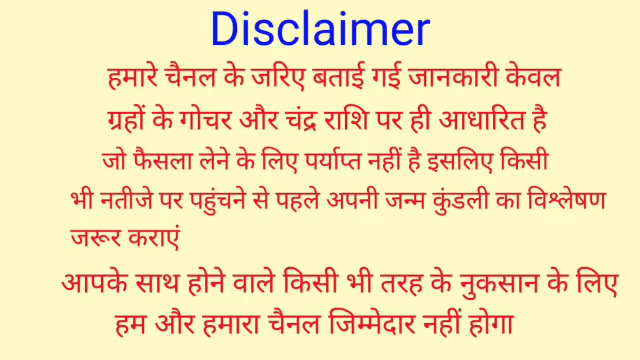 Disclaimer
हमारे चैनल के जरिए बताई गई जानकारी केवल
ग्रहों के गोचर और चंद्र राशि पर ही आधारित है
जो फैसला लेने के लिए पर्याप्त नहीं है इसलिए किसी
भी नतीजे पर पहुंचने से पहले अपनी जन्म कुंडली का विश्लेषण
जरूर कराएं
आपके साथ होने वाले किसी भी तरह के नुकसान के लिए
हम और हमारा चैनल जिम्मेदार नहीं होगा